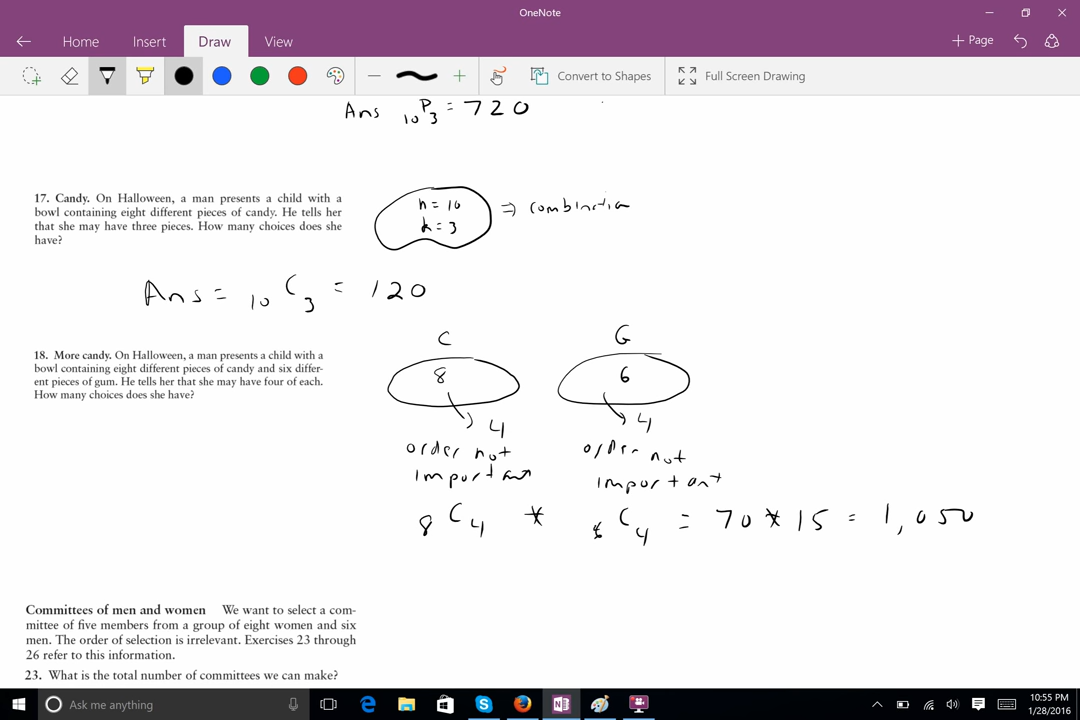 OneNote
Home Insert Draw View
Page
Convert to Shapes
Full Screen Drawing
Ans 10P3 = 720
17. Candy. On Halloween, a man presents a child with a
bowl containing eight different pieces of candy. He tells her
that she may have three pieces. How many choices does she
have?
n = 10
k = 3
⇒ combination
Ans = 10C3 = 120
C
G
18. More candy. On Halloween, a man presents a child with a
bowl containing eight different pieces of candy and six differ-
ent pieces of gum. He tells her that she may have four of each.
How many choices does she have?
8
6
4
4
order not
important
order not
important
8C4 * 6C4 = 70 * 15 = 1,050
Committees of men and women We want to select a com-
mittee of five members from a group of eight women and six
men. The order of selection is irrelevant. Exercises 23 through
26 refer to this information.
23. What is the total number of committees we can make?
Ask me anything
10:55 PM
1/28/2016